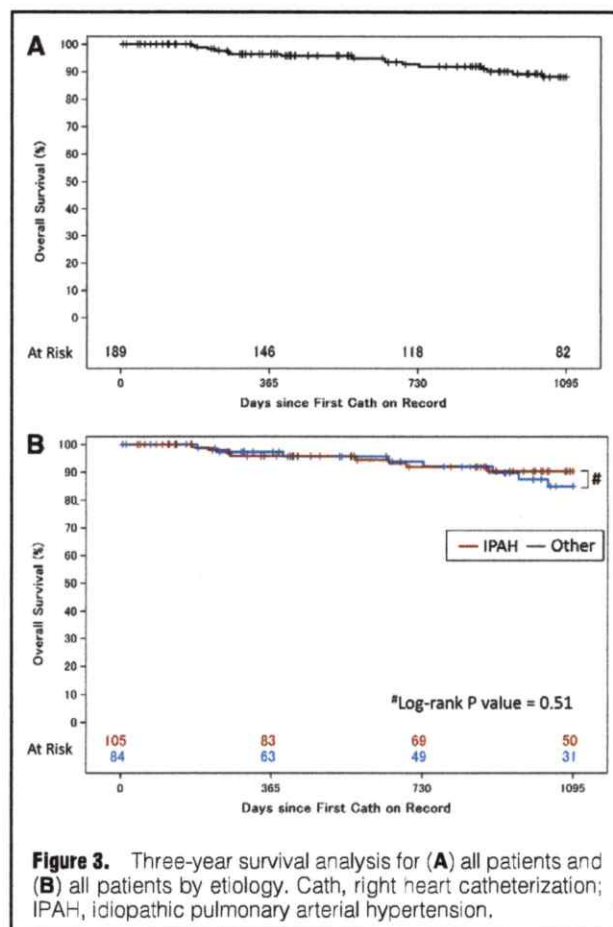 A
100
90
80
70
60
50
40
30
20
10
0
Overall Survival (%)
At Risk 189 146 118 82
0 365 730 1095
Days since First Cath on Record
B
100
90
80
70
60
50
40
30
20
10
0
Overall Survival (%)
#
IPAH Other
#Log-rank P value = 0.51
At Risk
105 83 69 50
84 63 49 31
0 365 730 1095
Days since First Cath on Record
Figure 3. Three-year survival analysis for (A) all patients and
(B) all patients by etiology. Cath, right heart catheterization;
IPAH, idiopathic pulmonary arterial hypertension.